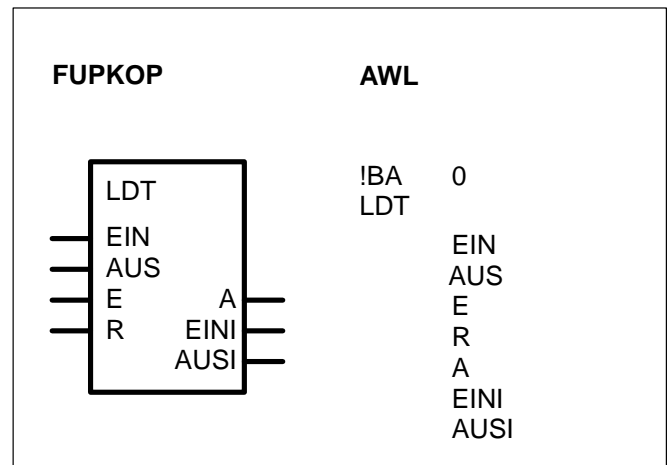 FUPKOP
LDT
EIN
AUS
E A
R EINI
AUSI
AWL
!BA 0
LDT
EIN
AUS
E
R
A
EINI
AUSI